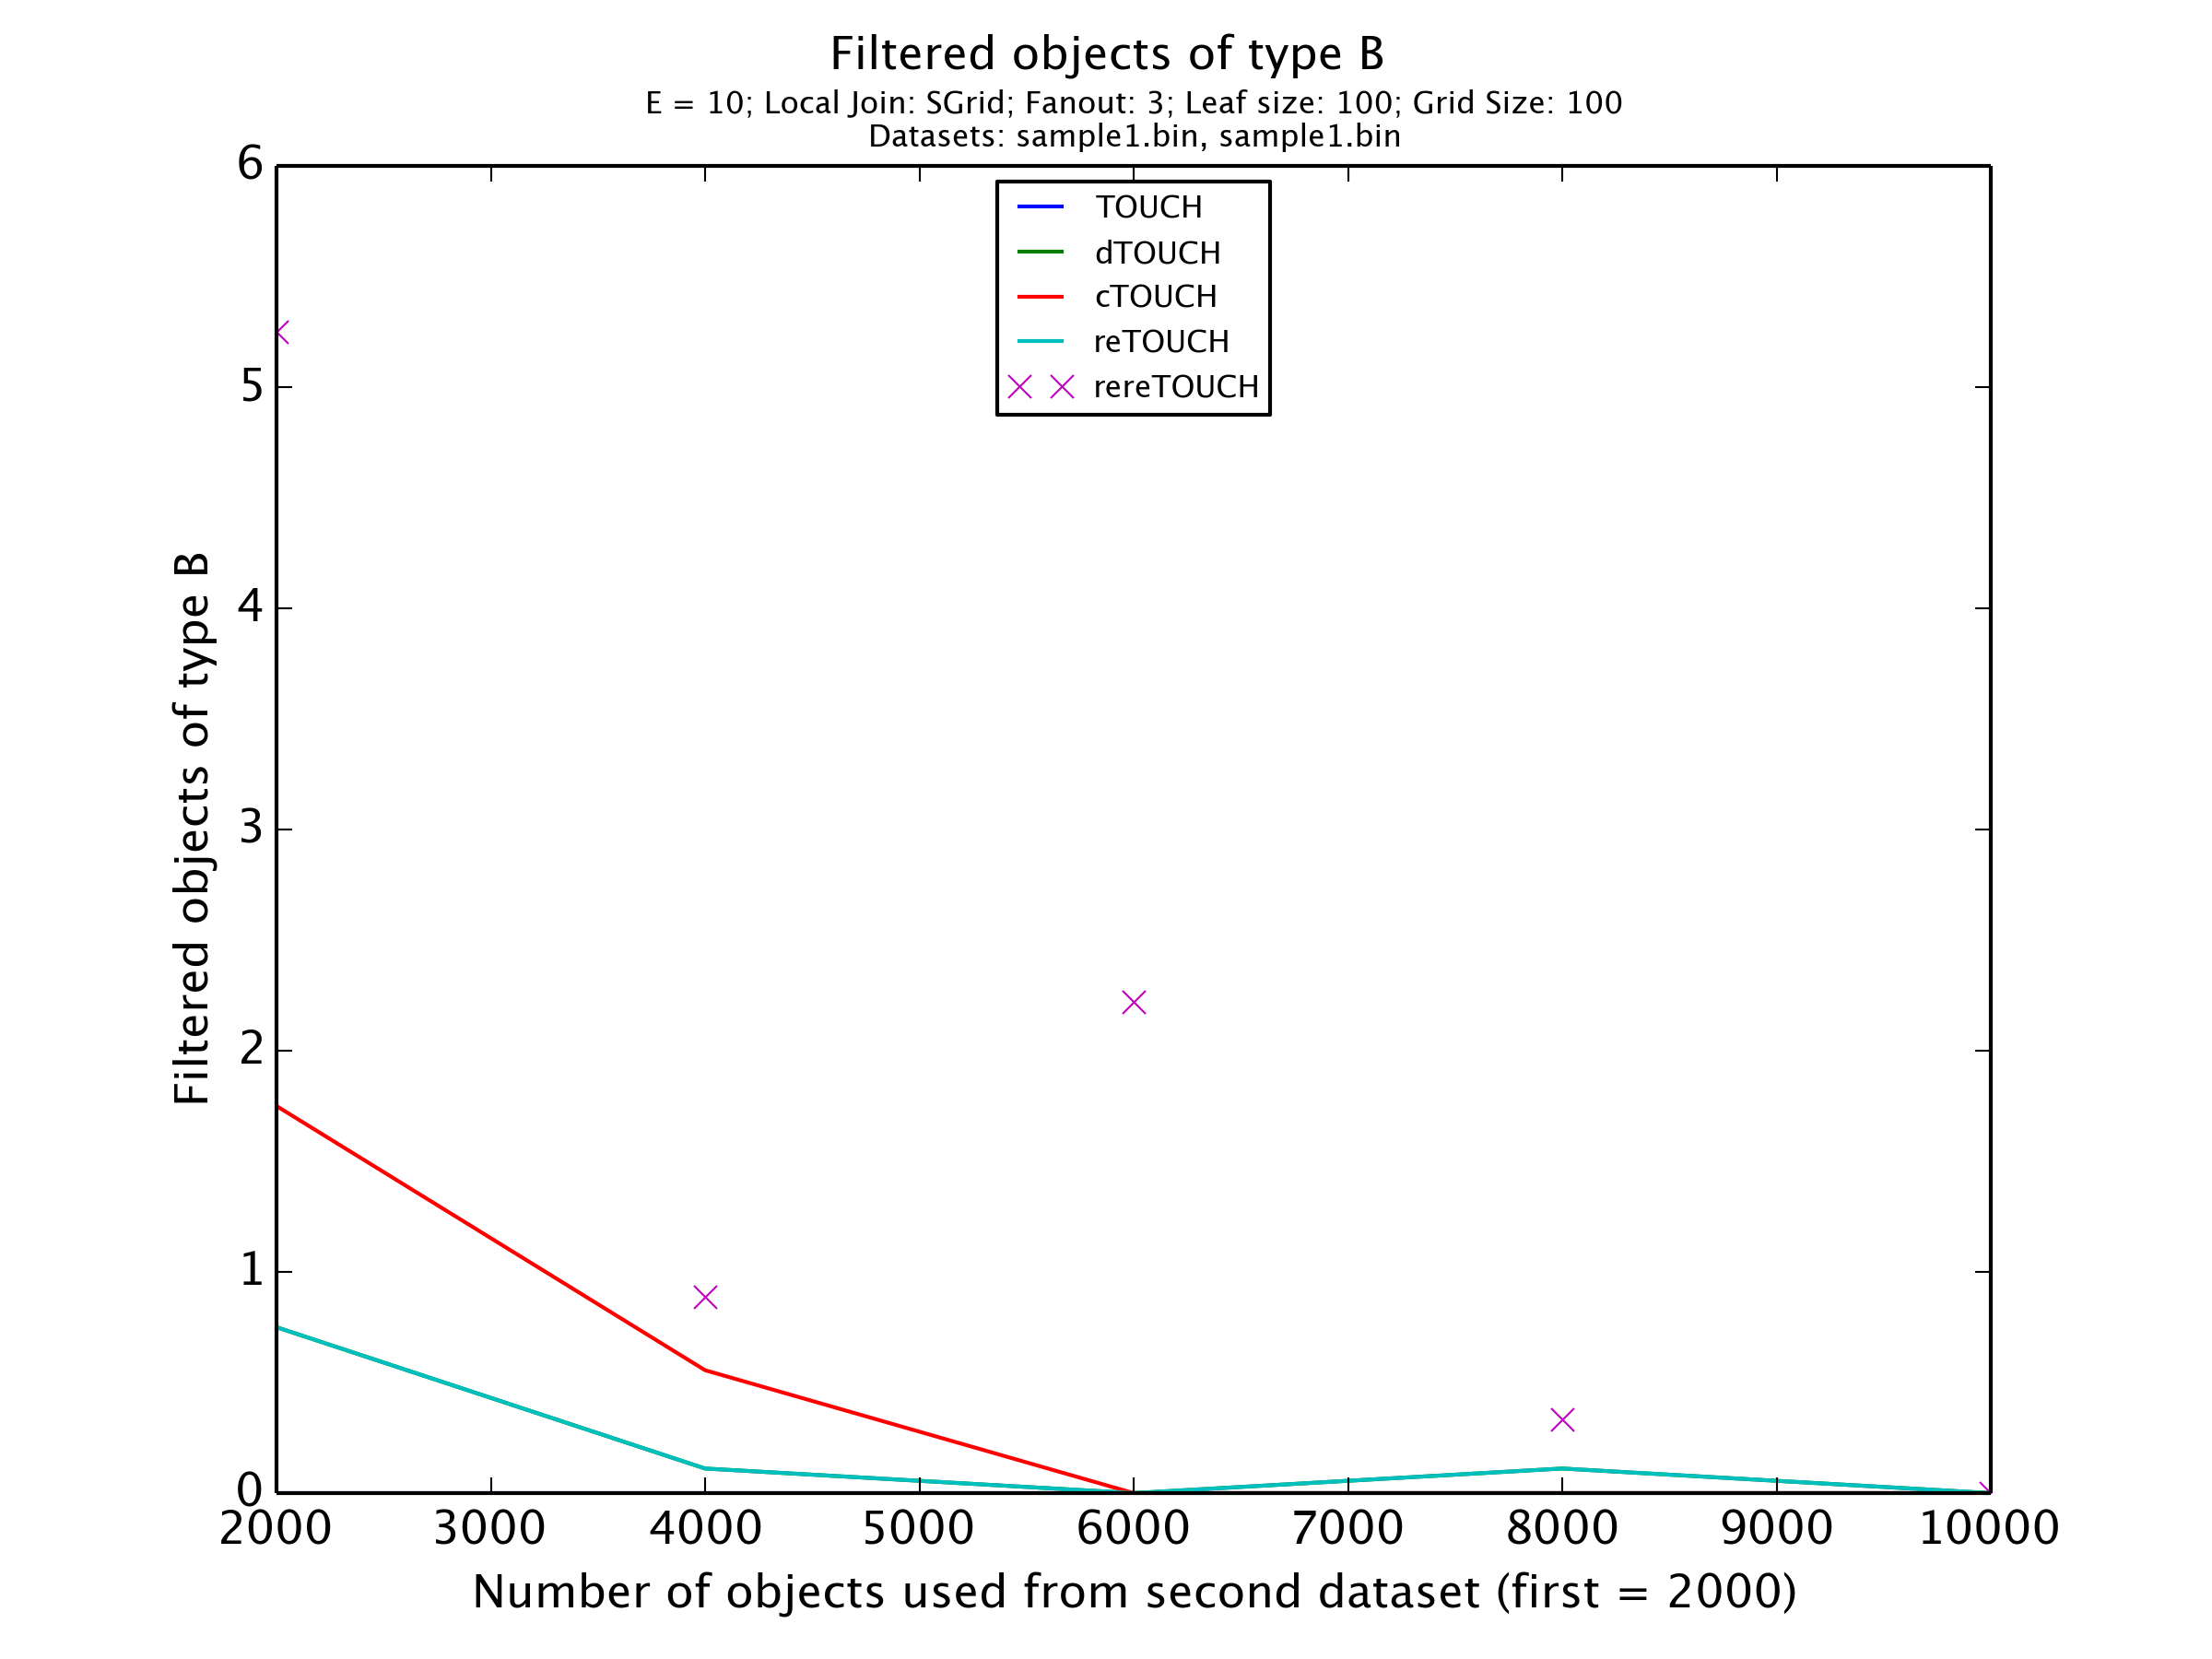 Filtered objects of type B
E = 10; Local Join: SGrid; Fanout: 3; Leaf size: 100; Grid Size: 100
Datasets: sample1.bin, sample1.bin
TOUCH
dTOUCH
cTOUCH
reTOUCH
rereTOUCH
Filtered objects of type B
6
5
4
3
2
1
0
2000 3000 4000 5000 6000 7000 8000 9000 10000
Number of objects used from second dataset (first = 2000)